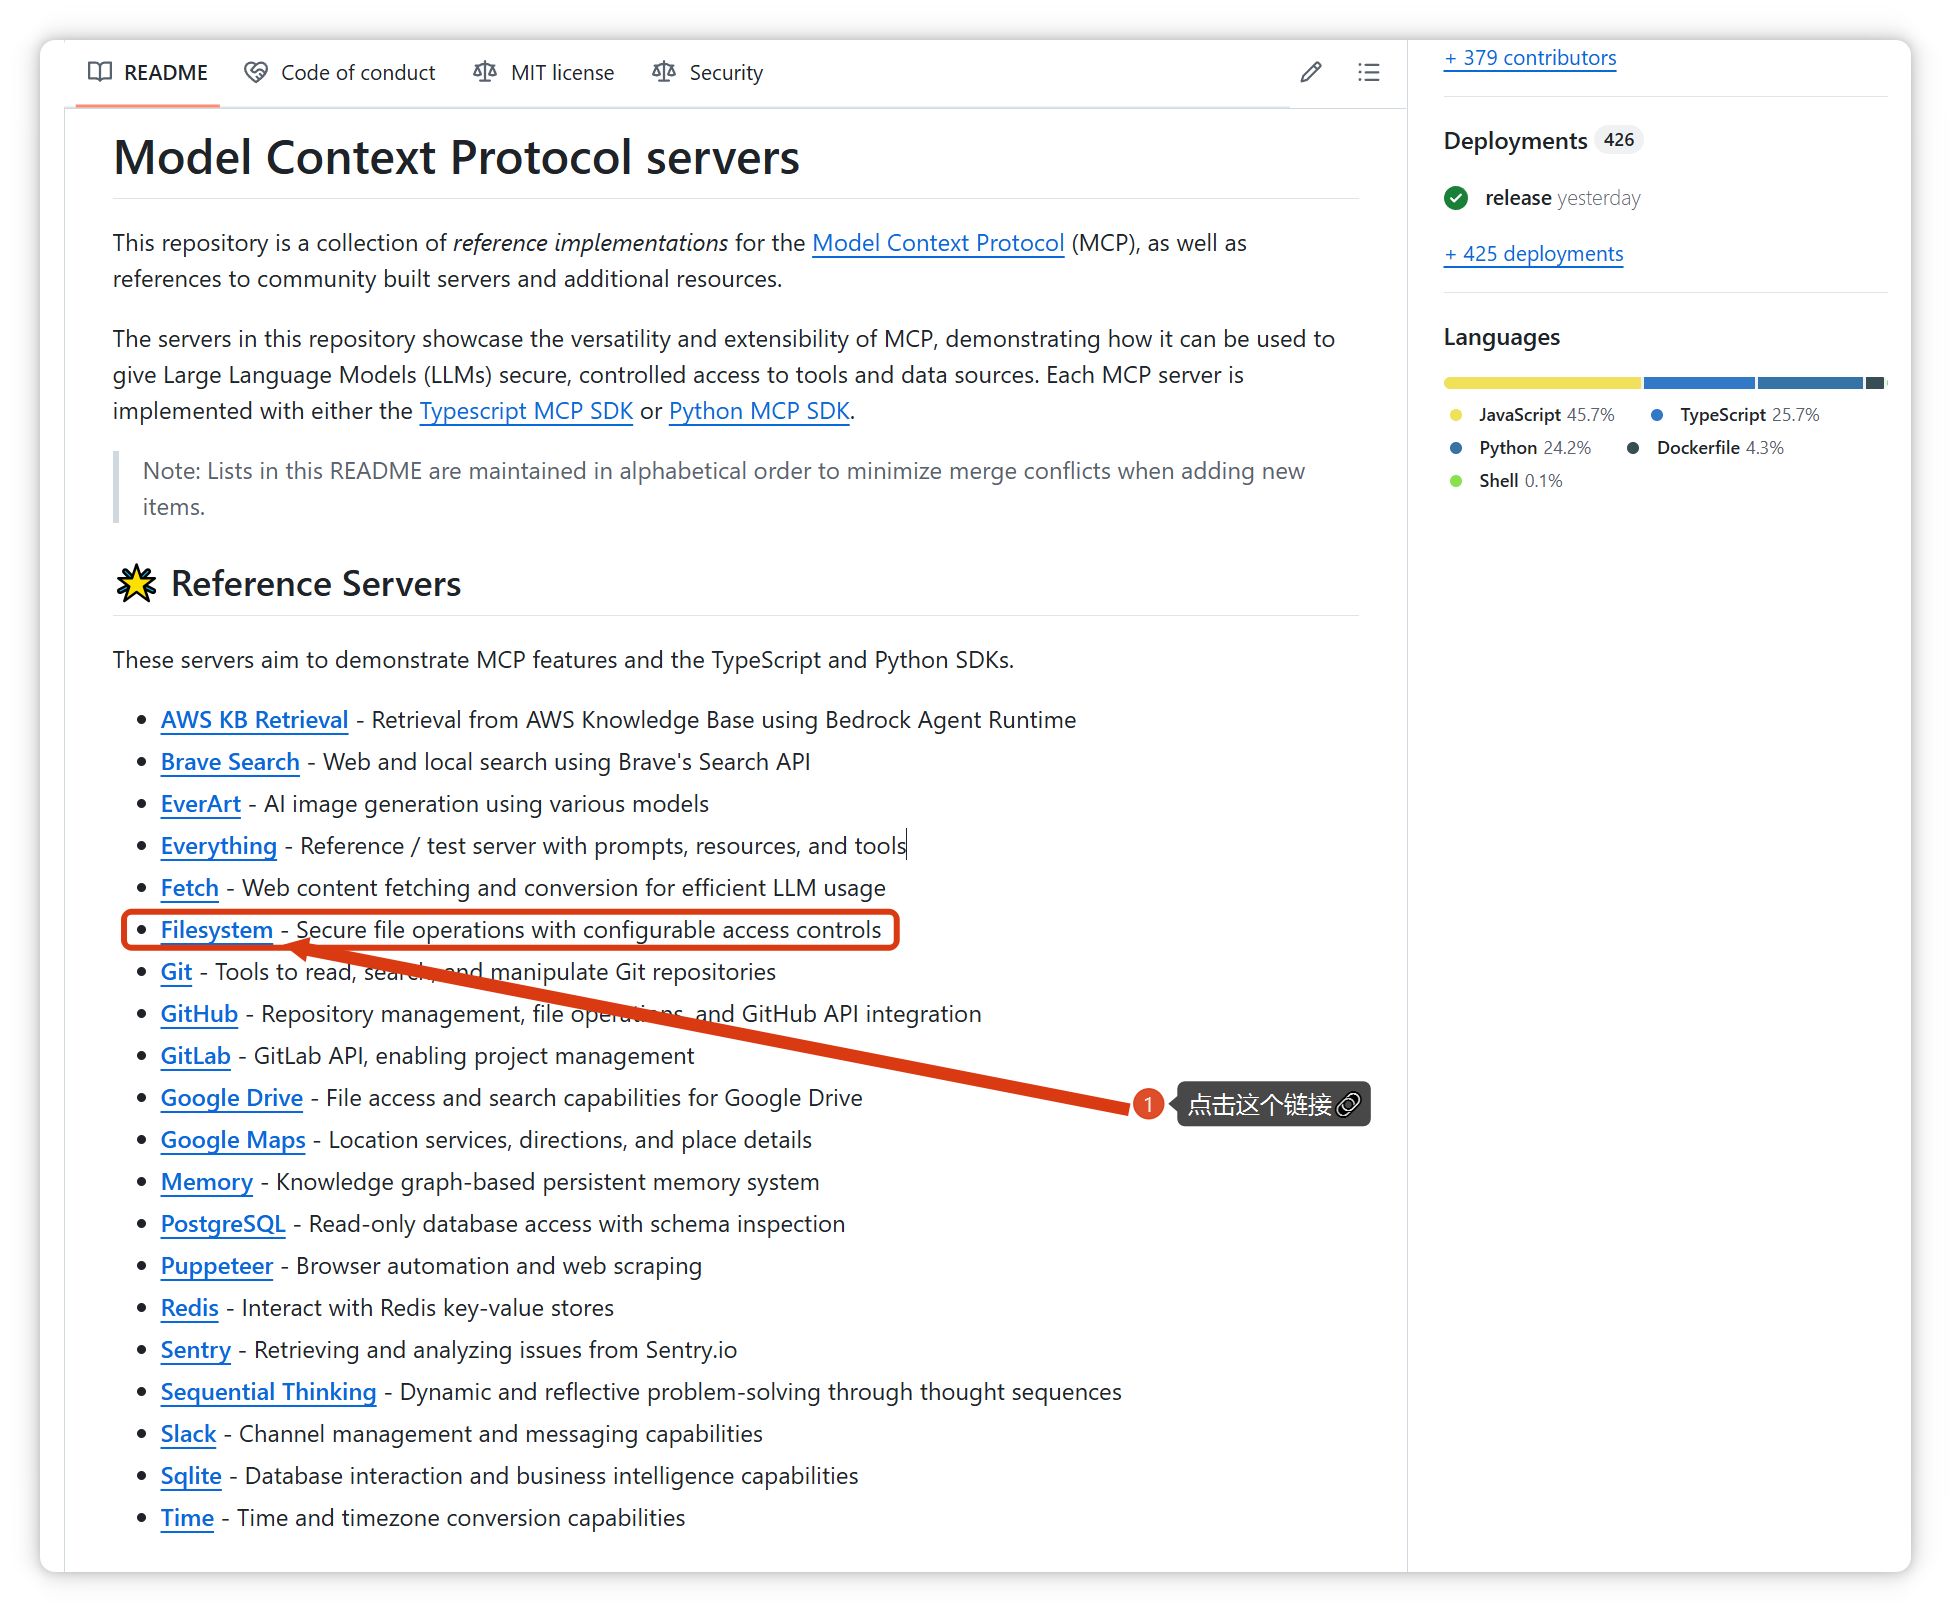 README
Code of conduct
MIT license
Security
Model Context Protocol servers
This repository is a collection of reference implementations for the Model Context Protocol (MCP), as well as
references to community built servers and additional resources.
The servers in this repository showcase the versatility and extensibility of MCP, demonstrating how it can be used to
give Large Language Models (LLMs) secure, controlled access to tools and data sources. Each MCP server is
implemented with either the Typescript MCP SDK or Python MCP SDK.
Note: Lists in this README are maintained in alphabetical order to minimize merge conflicts when adding new
items.
🌟 Reference Servers
These servers aim to demonstrate MCP features and the TypeScript and Python SDKs.
• AWS KB Retrieval - Retrieval from AWS Knowledge Base using Bedrock Agent Runtime
• Brave Search - Web and local search using Brave's Search API
• EverArt - AI image generation using various models
• Everything - Reference / test server with prompts, resources, and tools
• Fetch - Web content fetching and conversion for efficient LLM usage
• Filesystem - Secure file operations with configurable access controls
• Git - Tools to read, search, and manipulate Git repositories
• GitHub - Repository management, file operations, and GitHub API integration
• GitLab - GitLab API, enabling project management
• Google Drive - File access and search capabilities for Google Drive
1 点击这个链接🔗
• Google Maps - Location services, directions, and place details
• Memory - Knowledge graph-based persistent memory system
• PostgreSQL - Read-only database access with schema inspection
• Puppeteer - Browser automation and web scraping
• Redis - Interact with Redis key-value stores
• Sentry - Retrieving and analyzing issues from Sentry.io
• Sequential Thinking - Dynamic and reflective problem-solving through thought sequences
• Slack - Channel management and messaging capabilities
• Sqlite - Database interaction and business intelligence capabilities
• Time - Time and timezone conversion capabilities
+ 379 contributors
Deployments 426
release yesterday
+ 425 deployments
Languages
JavaScript 45.7%
TypeScript 25.7%
Python 24.2%
Dockerfile 4.3%
Shell 0.1%